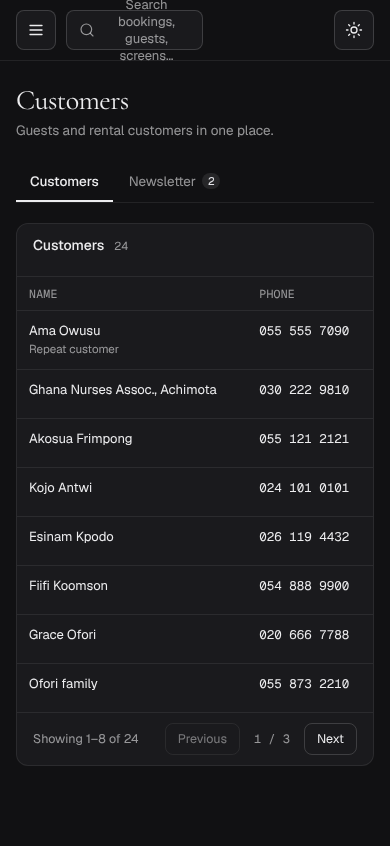 Search
bookings,
guests,
screens...
Customers
Guests and rental customers in one place.
Customers
Newsletter 2
Customers 24
NAME PHONE
Ama Owusu 055 555 7090
Repeat customer
Ghana Nurses Assoc., Achimota 030 222 9810
Akosua Frimpong 055 121 2121
Kojo Antwi 024 101 0101
Esinam Kpodo 026 119 4432
Fiifi Koomson 054 888 9900
Grace Ofori 020 666 7788
Ofori family 055 873 2210
Showing 1–8 of 24 Previous 1 / 3 Next